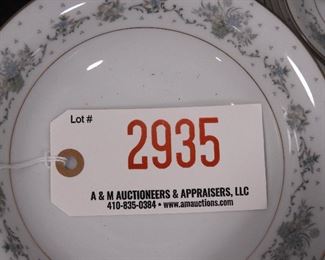 Lot #
2935
A & M AUCTIONEERS & APPRAISERS, LLC
410-835-0384 • www.amauctions.com